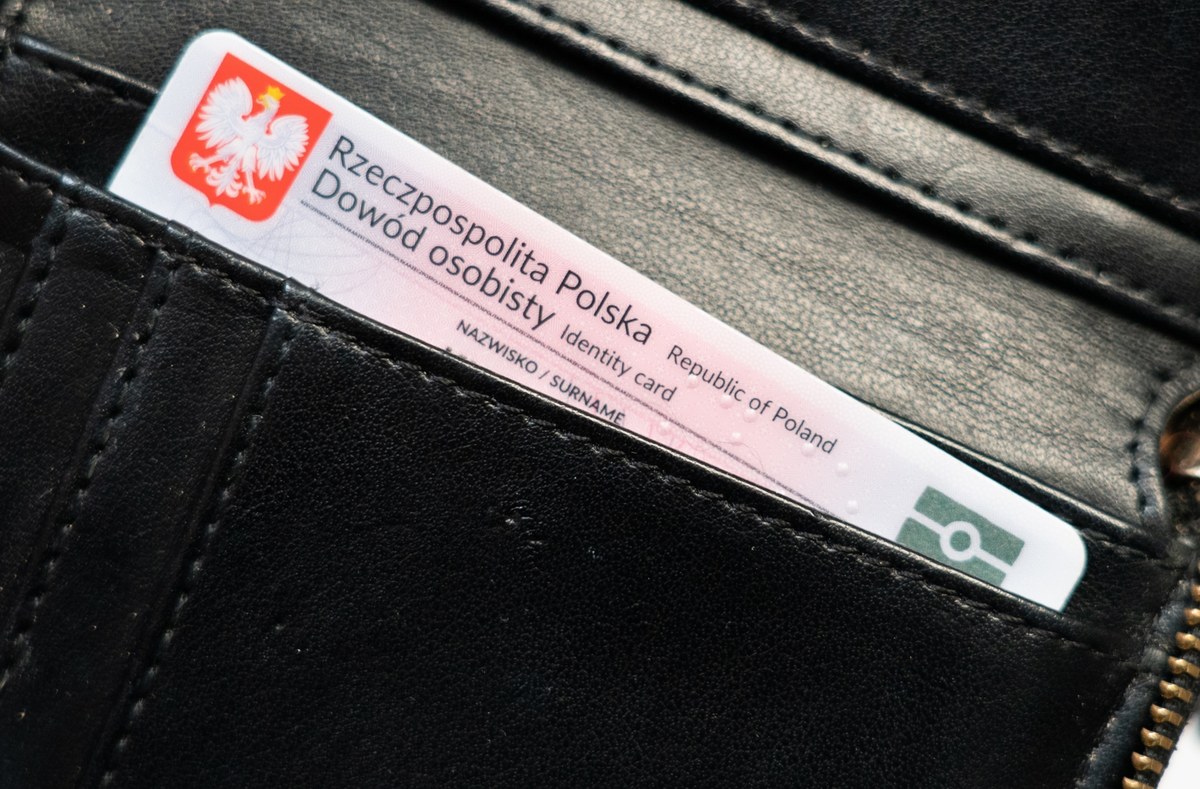 Rzeczpospolita Polska Republic of Poland
Dowód osobisty Identity card
NAZWISKO / SURNAME